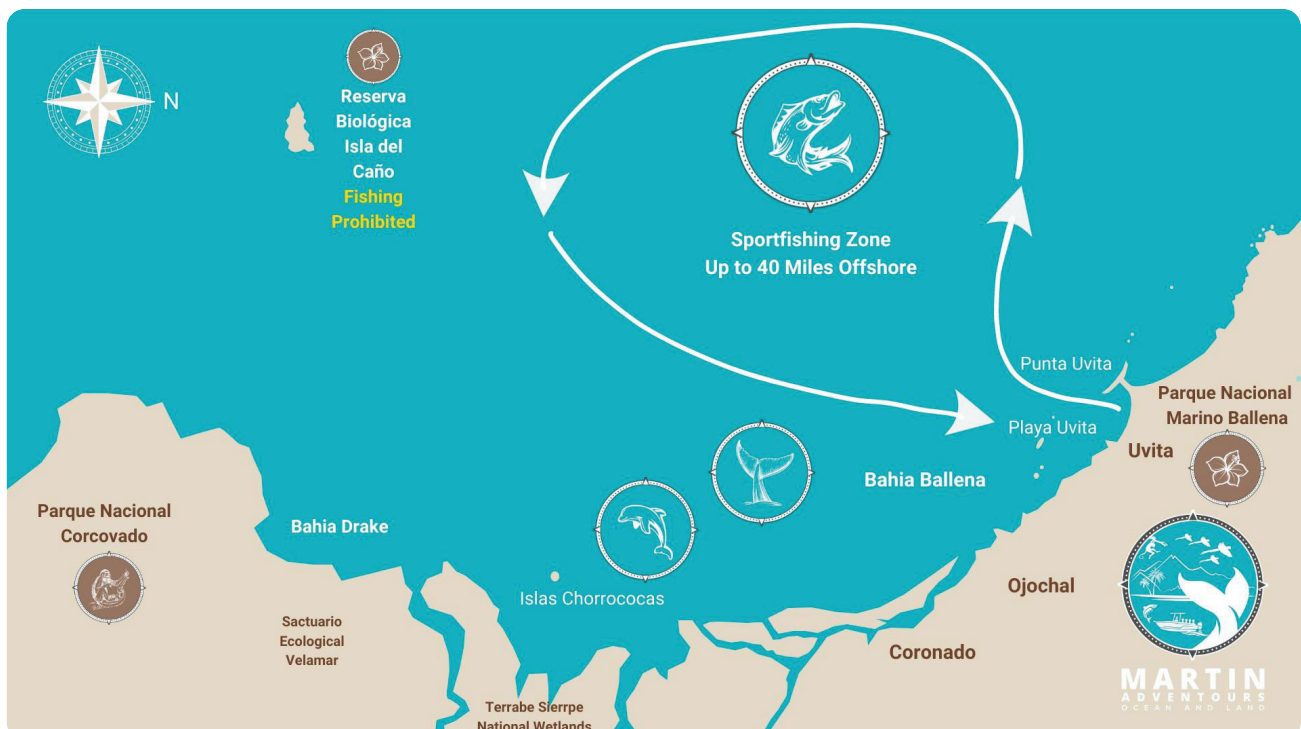 N
Reserva
Biológica
Isla del
Caño
Fishing
Prohibited
Sportfishing Zone
Up to 40 Miles Offshore
Punta Uvita
Parque Nacional
Marino Ballena
Playa Uvita
Uvita
Bahia Ballena
Parque Nacional
Corcovado
Bahia Drake
Islas Chorrococas
Ojochal
Sactuario
Ecological
Velamar
Coronado
Terrabe Sierrpe
National Wetlands
MARTIN
ADVENTOURS
OCEAN AND LAND